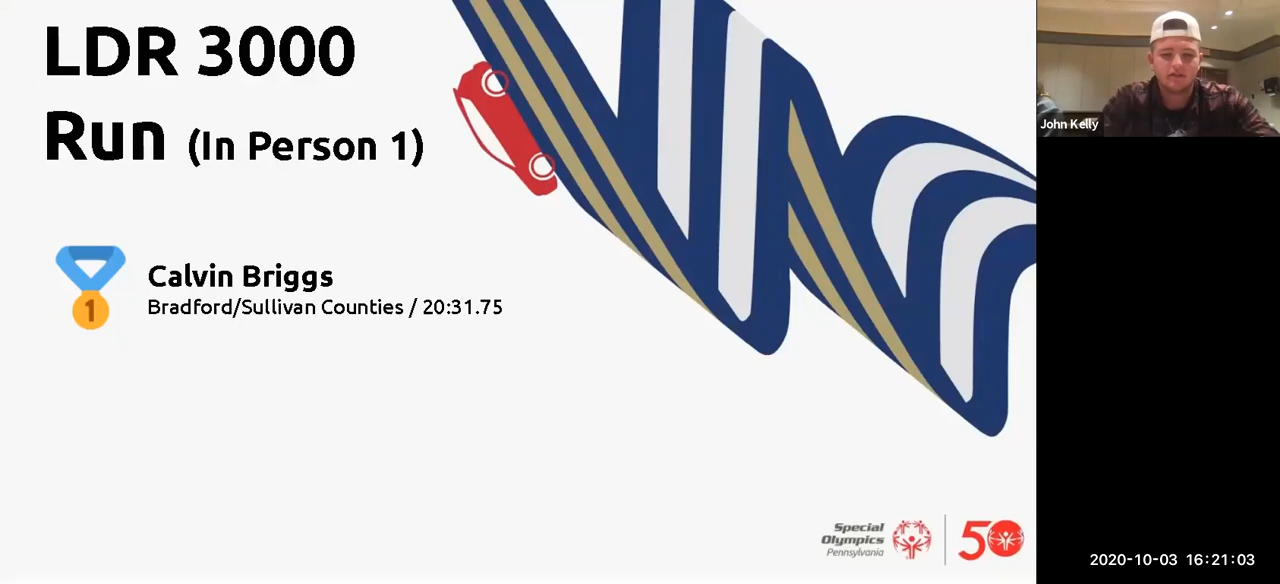 LDR 3000
Run (In Person 1)
1
Calvin Briggs
Bradford/Sullivan Counties / 20:31.75
Special
Olympics
Pennsylvania
50
John Kelly
2020-10-03 16:21:03